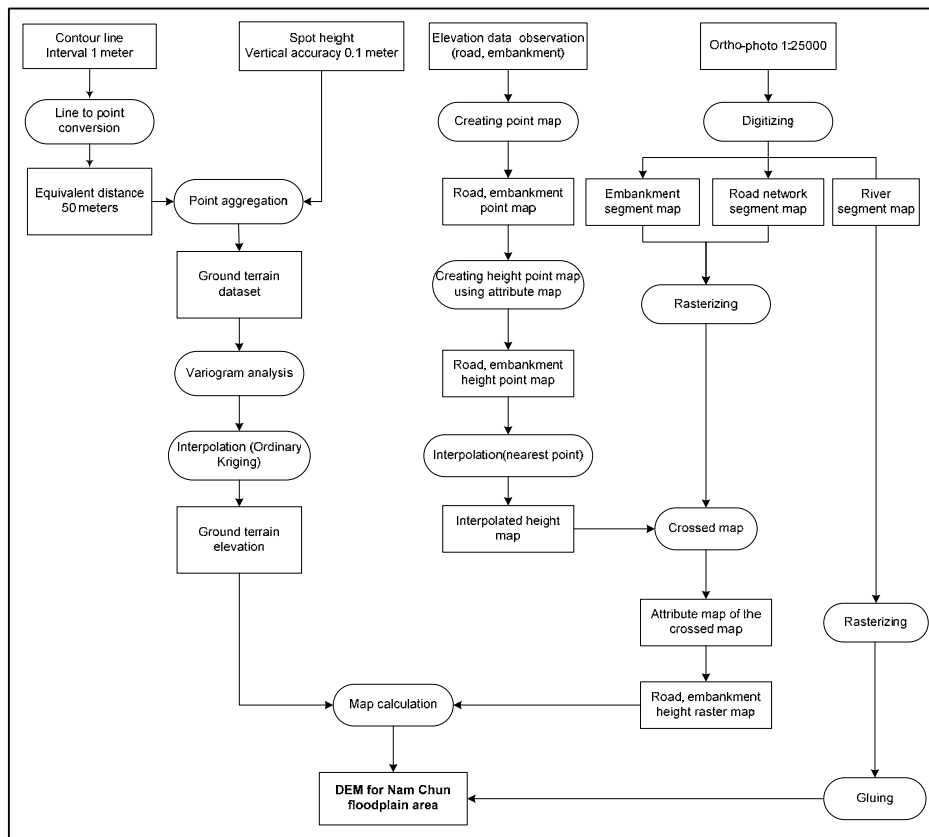 Contour line
Interval 1 meter
Spot height
Vertical accuracy 0.1 meter
Elevation data observation
(road, embankment)
Ortho-photo 1:25000
Line to point
conversion
Creating point map
Digitizing
Equivalent distance
50 meters
Point aggregation
Road, embankment
point map
Embankment
segment map
Road network
segment map
River
segment map
Ground terrain
dataset
Creating height point map
using attribute map
Rasterizing
Variogram analysis
Road, embankment
height point map
Interpolation (Ordinary
Kriging)
Interpolation(nearest point)
Ground terrain
elevation
Interpolated height
map
Crossed map
Attribute map of the
crossed map
Rasterizing
Map calculation
Road, embankment
height raster map
DEM for Nam Chun
floodplain area
Gluing